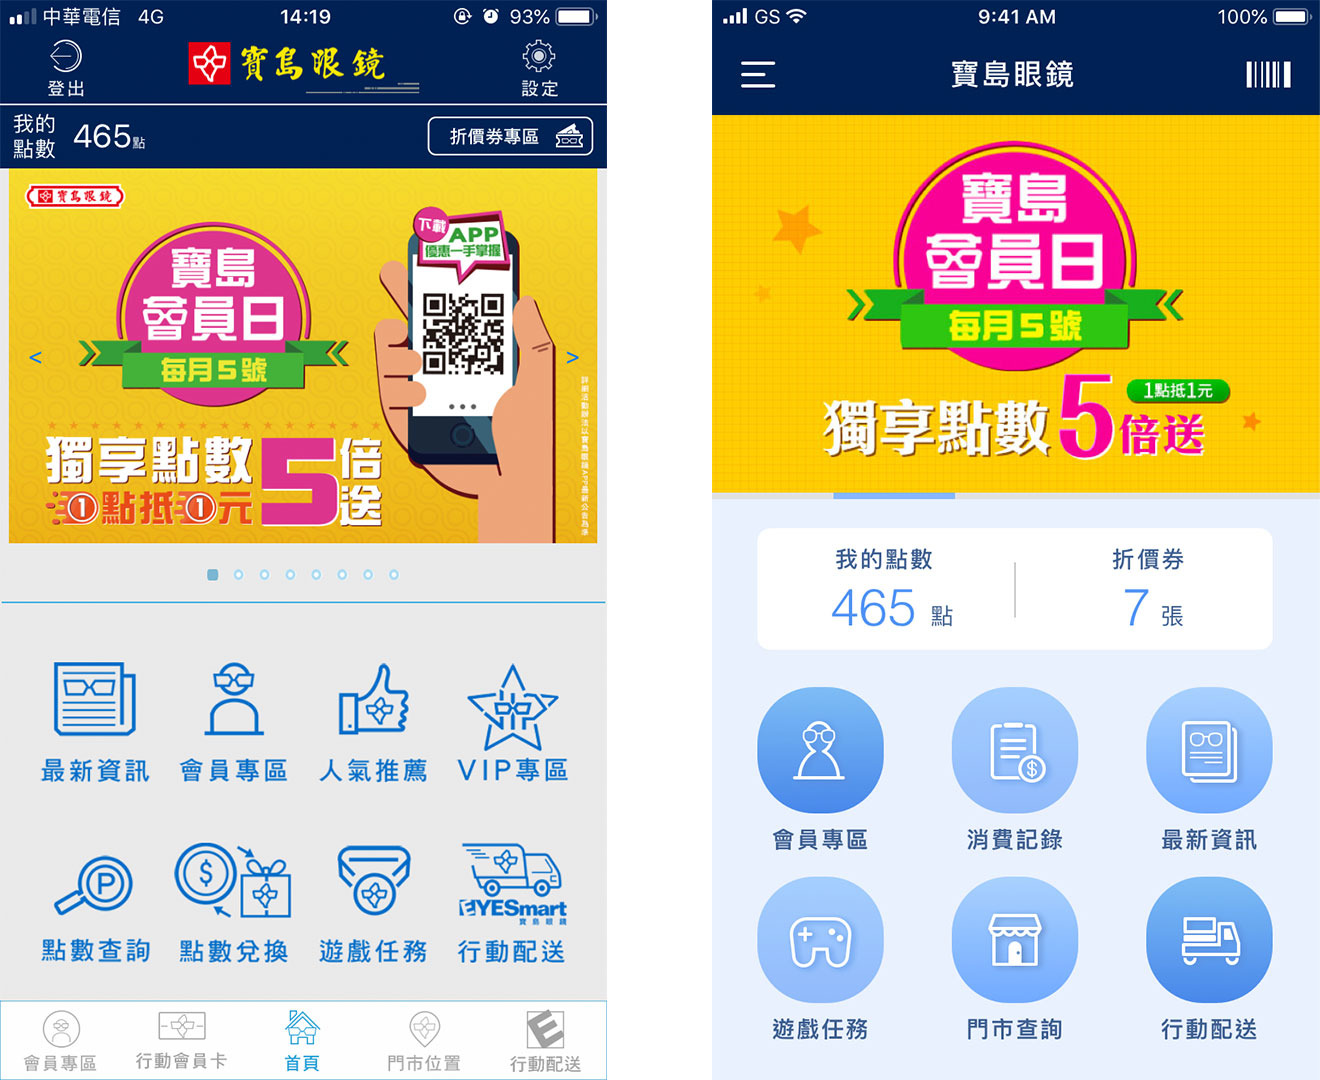 中華電信 4G 14:19 93%
登出
寶島眼鏡
設定
我的
點數
465點
折價券專區
寶島眼鏡
寶島
會員日
每月5號
下載
APP
優惠一手掌握
獨享點數5倍送
1點抵1元
最新資訊
會員專區
人氣推薦
VIP專區
P
$
EYESmart
寶島眼鏡
點數查詢
點數兌換
遊戲任務
行動配送
會員專區
行動會員卡
首頁
門市位置
行動配送
GS 9:41 AM 100%
寶島眼鏡
寶島
會員日
每月5號
1點抵1元
獨享點數5倍送
我的點數
465 點
折價券
7 張
$
會員專區
消費記錄
最新資訊
遊戲任務
門市查詢
行動配送